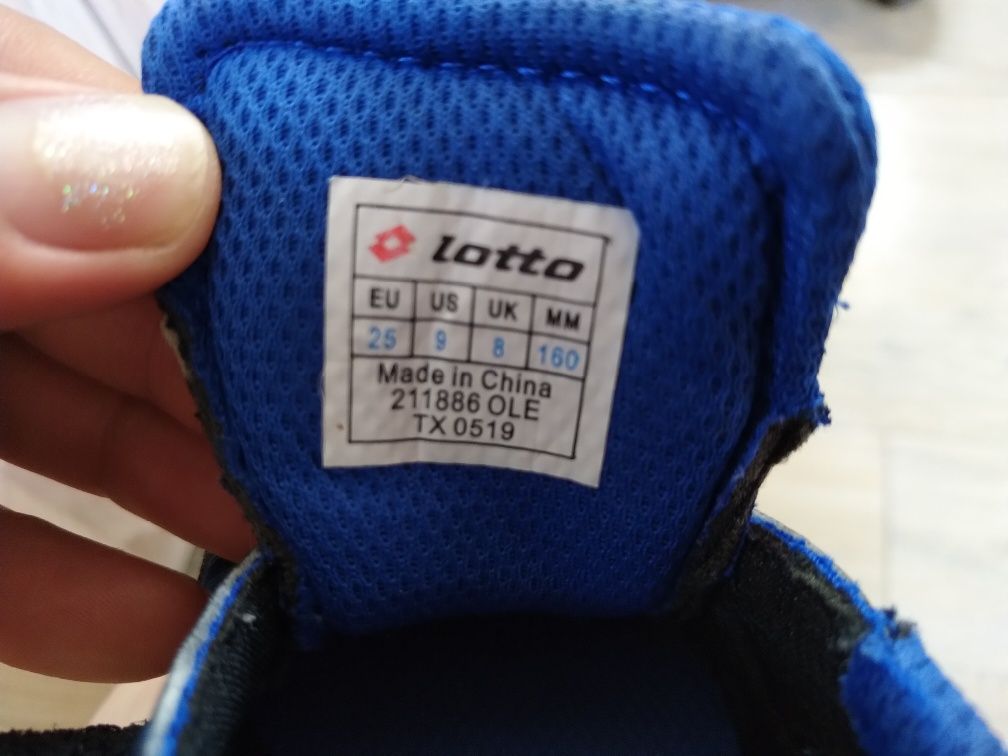 lotto
EU US UK MM
25 9 8 160
Made in China
211886 OLE
TX 0519